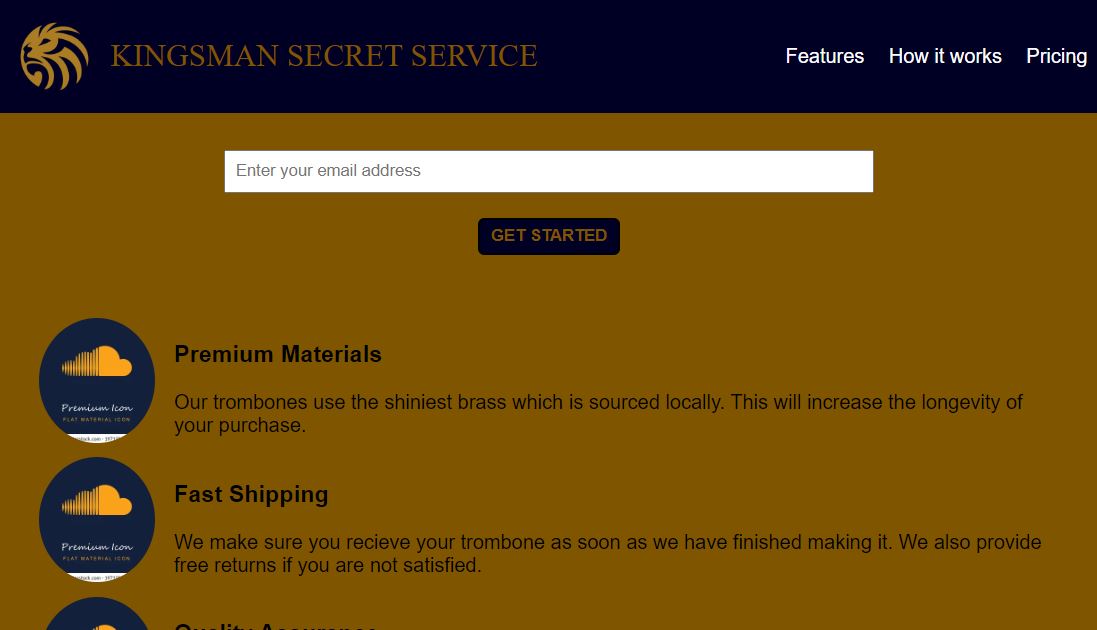 KINGSMAN SECRET SERVICE
Features
How it works
Pricing
Enter your email address
GET STARTED
Premium Icon
FLAT MATERIAL ICON
Premium Materials
Our trombones use the shiniest brass which is sourced locally. This will increase the longevity of
your purchase.
Premium Icon
FLAT MATERIAL ICON
Fast Shipping
We make sure you recieve your trombone as soon as we have finished making it. We also provide
free returns if you are not satisfied.
Quality Assurance